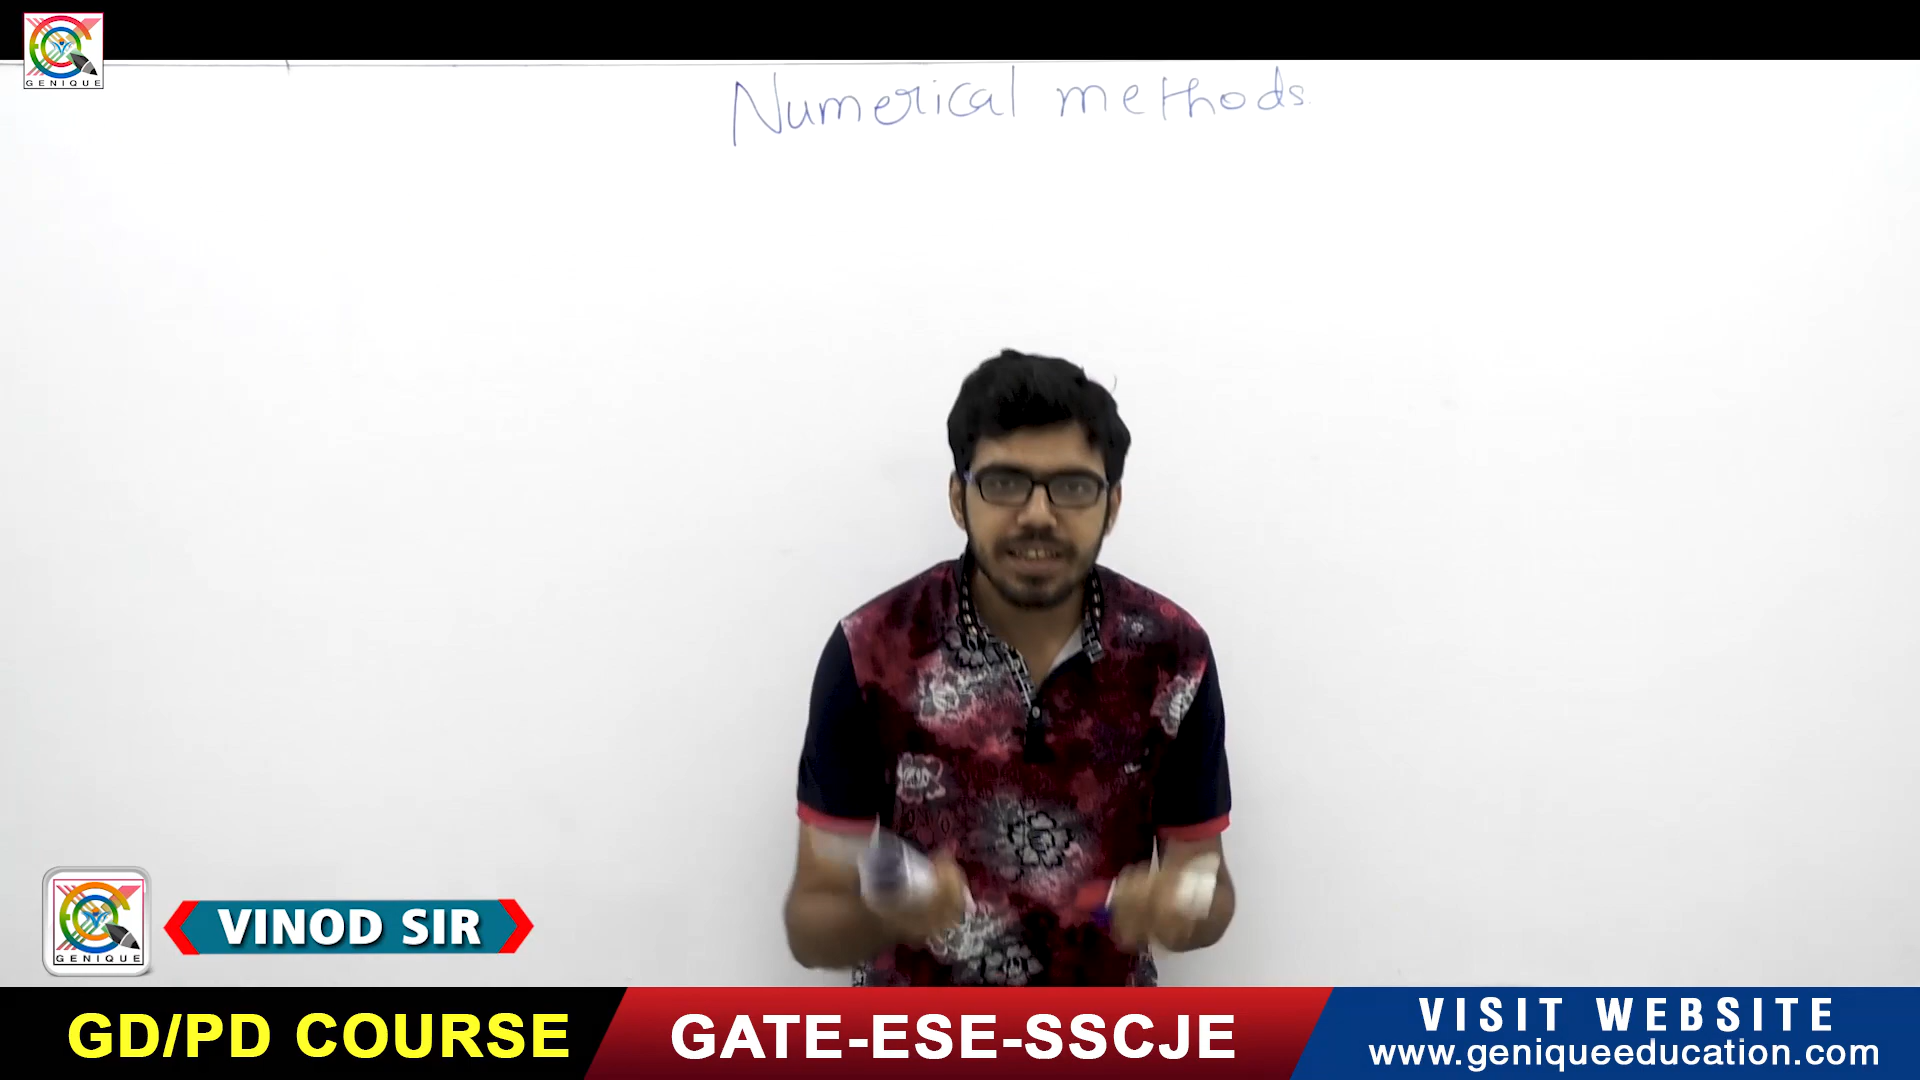 GENIQUE
Numerical methods.
GENIQUE
VINOD SIR
GD/PD COURSE
GATE-ESE-SSCJE
VISIT WEBSITE
www.geniqueeducation.com